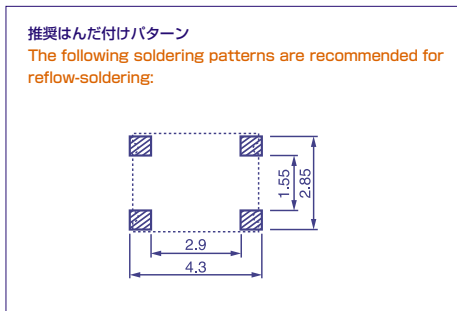 推奨はんだ付けパターン
The following soldering patterns are recommended for
reflow-soldering:
1.55
2.85
2.9
4.3